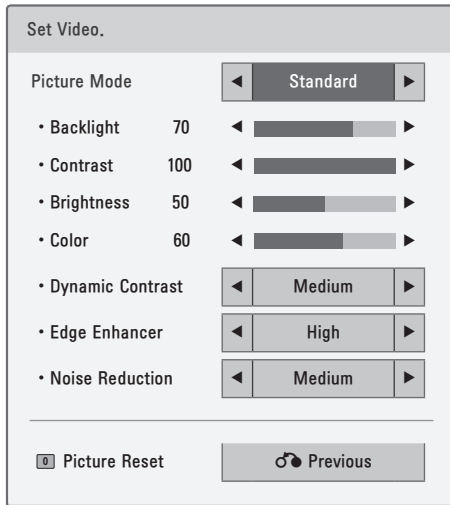 Set Video.
Picture Mode ◀ Standard ▶
• Backlight 70 ◀ ▶
• Contrast 100 ◀ ▶
• Brightness 50 ◀ ▶
• Color 60 ◀ ▶
• Dynamic Contrast ◀ Medium ▶
• Edge Enhancer ◀ High ▶
• Noise Reduction ◀ Medium ▶
0 Picture Reset Previous